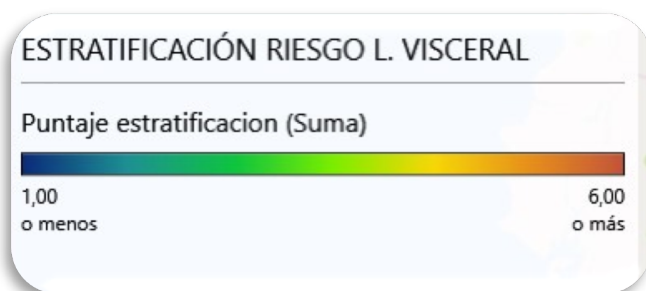 ESTRATIFICACIÓN RIESGO L. VISCERAL
Puntaje estratificacion (Suma)
1,00 6,00
o menos o más